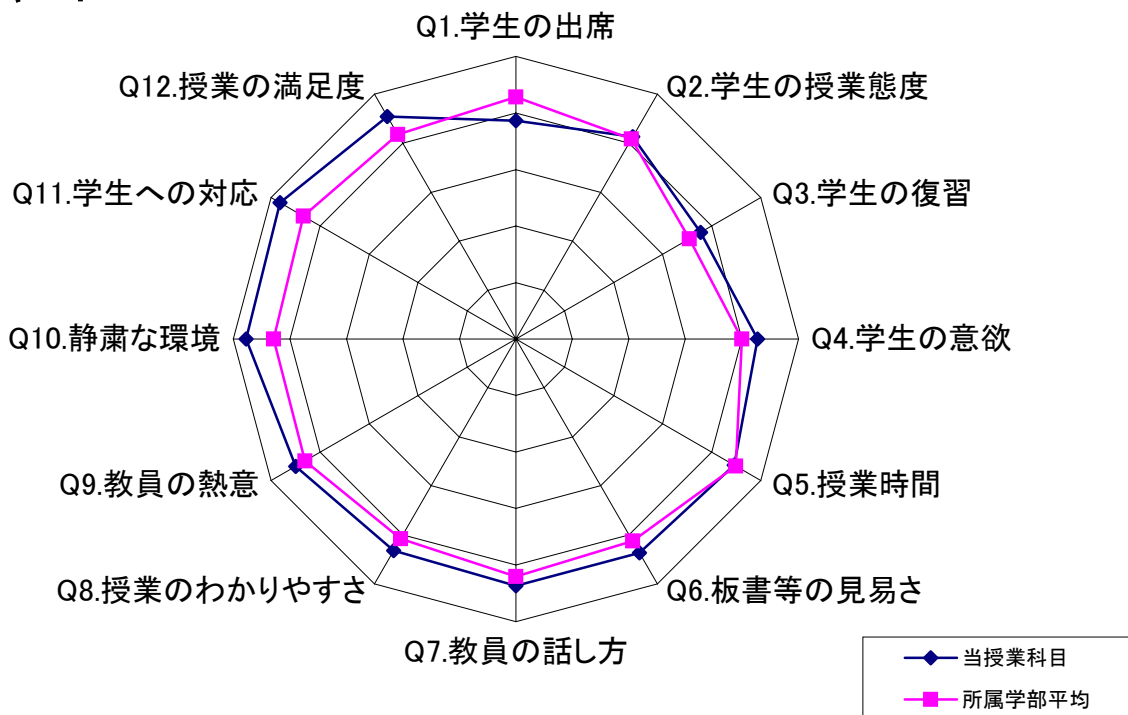 Q1.学生の出席
Q2.学生の授業態度
Q3.学生の復習
Q4.学生の意欲
Q5.授業時間
Q6.板書等の見易さ
Q7.教員の話し方
Q8.授業のわかりやすさ
Q9.教員の熱意
Q10.静粛な環境
Q11.学生への対応
Q12.授業の満足度
当授業科目
所属学部平均